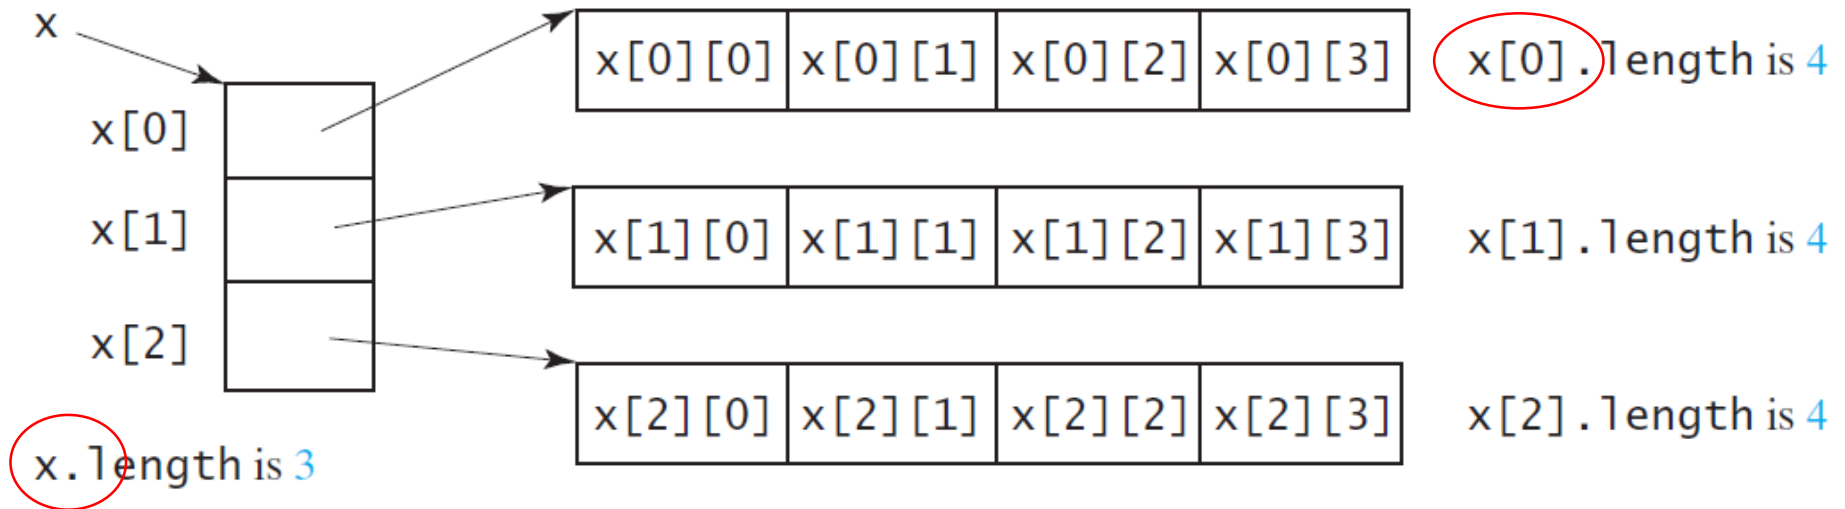 x
x[0][0] x[0][1] x[0][2] x[0][3] x[0].length is 4
x[0]
x[1]
x[1][0] x[1][1] x[1][2] x[1][3] x[1].length is 4
x[2]
x[2][0] x[2][1] x[2][2] x[2][3] x[2].length is 4
x.length is 3